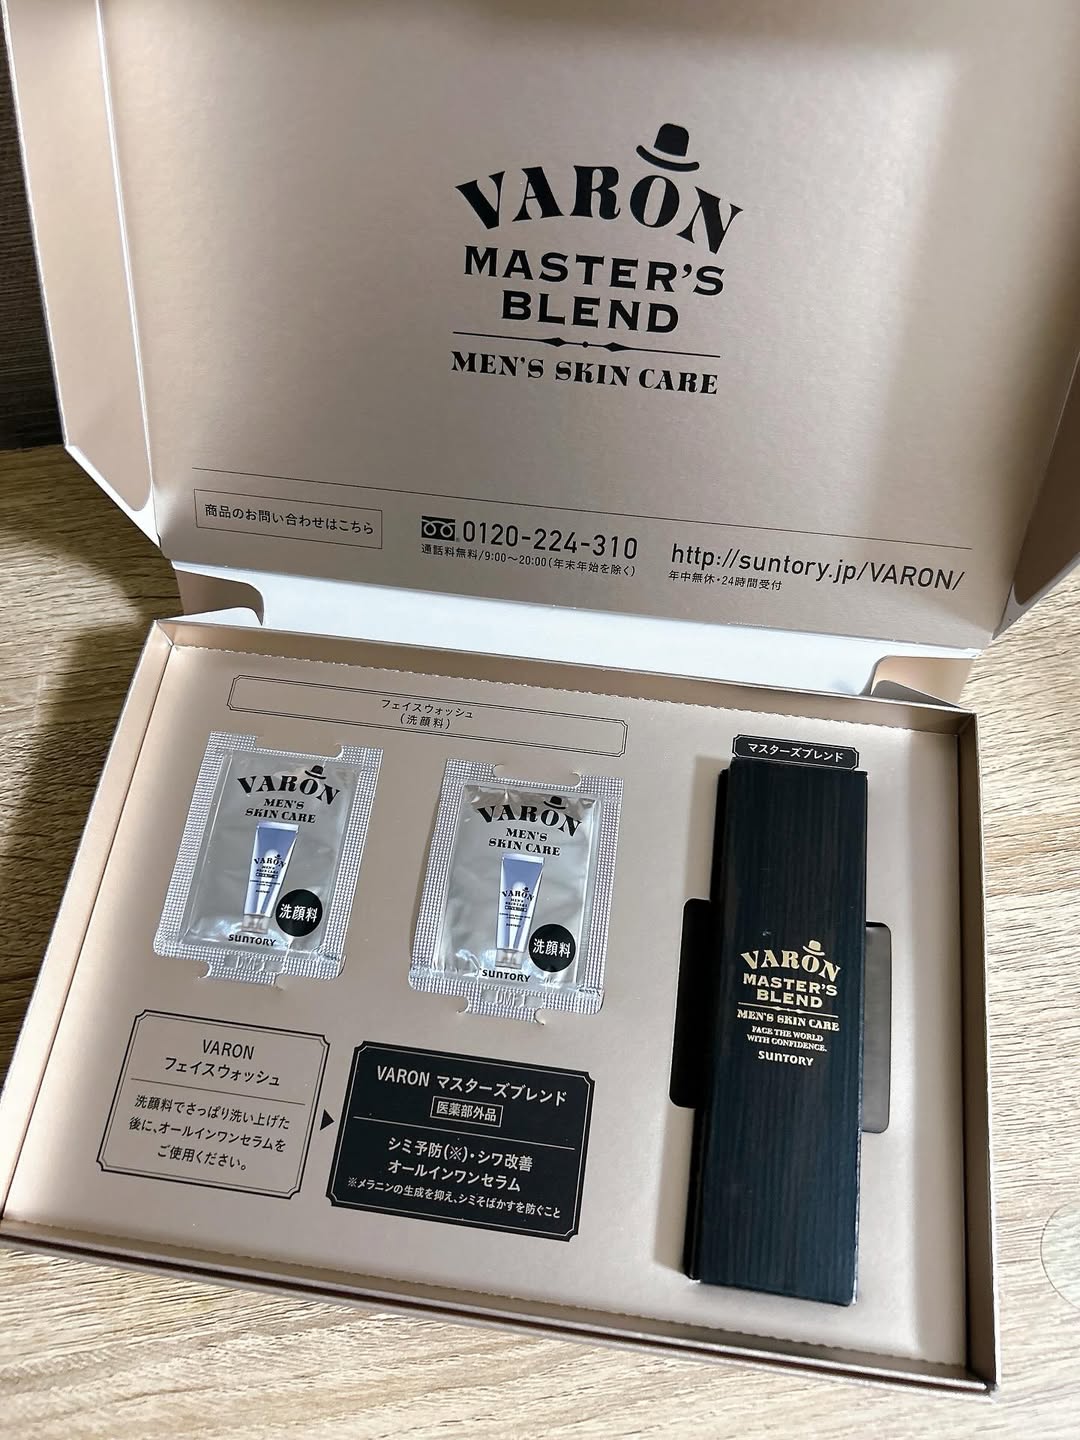 VARON
MASTER'S
BLEND
MEN'S SKIN CARE
商品のお問い合わせはこちら
0120-224-310
通話料無料/9:00〜20:00(年末年始を除く)
http://suntory.jp/VARON/
年中無休・24時間受付
フェイスウォッシュ
(洗顔料)
VARON
MEN'S
SKIN CARE
VARON
洗顔料
SUNTORY
VARON
MEN'S
SKIN CARE
VARON
洗顔料
SUNTORY
マスターズブレンド
VARON
MASTER'S
BLEND
MEN'S SKIN CARE
FACE THE WORLD
WITH CONFIDENCE.
SUNTORY
VARON
フェイスウォッシュ
洗顔料でさっぱり洗い上げた
後に、オールインワンセラムを
ご使用ください。
VARON マスターズブレンド
医薬部外品
シミ予防(※)・シワ改善
オールインワンセラム
※メラニンの生成を抑え、シミそばかすを防ぐこと